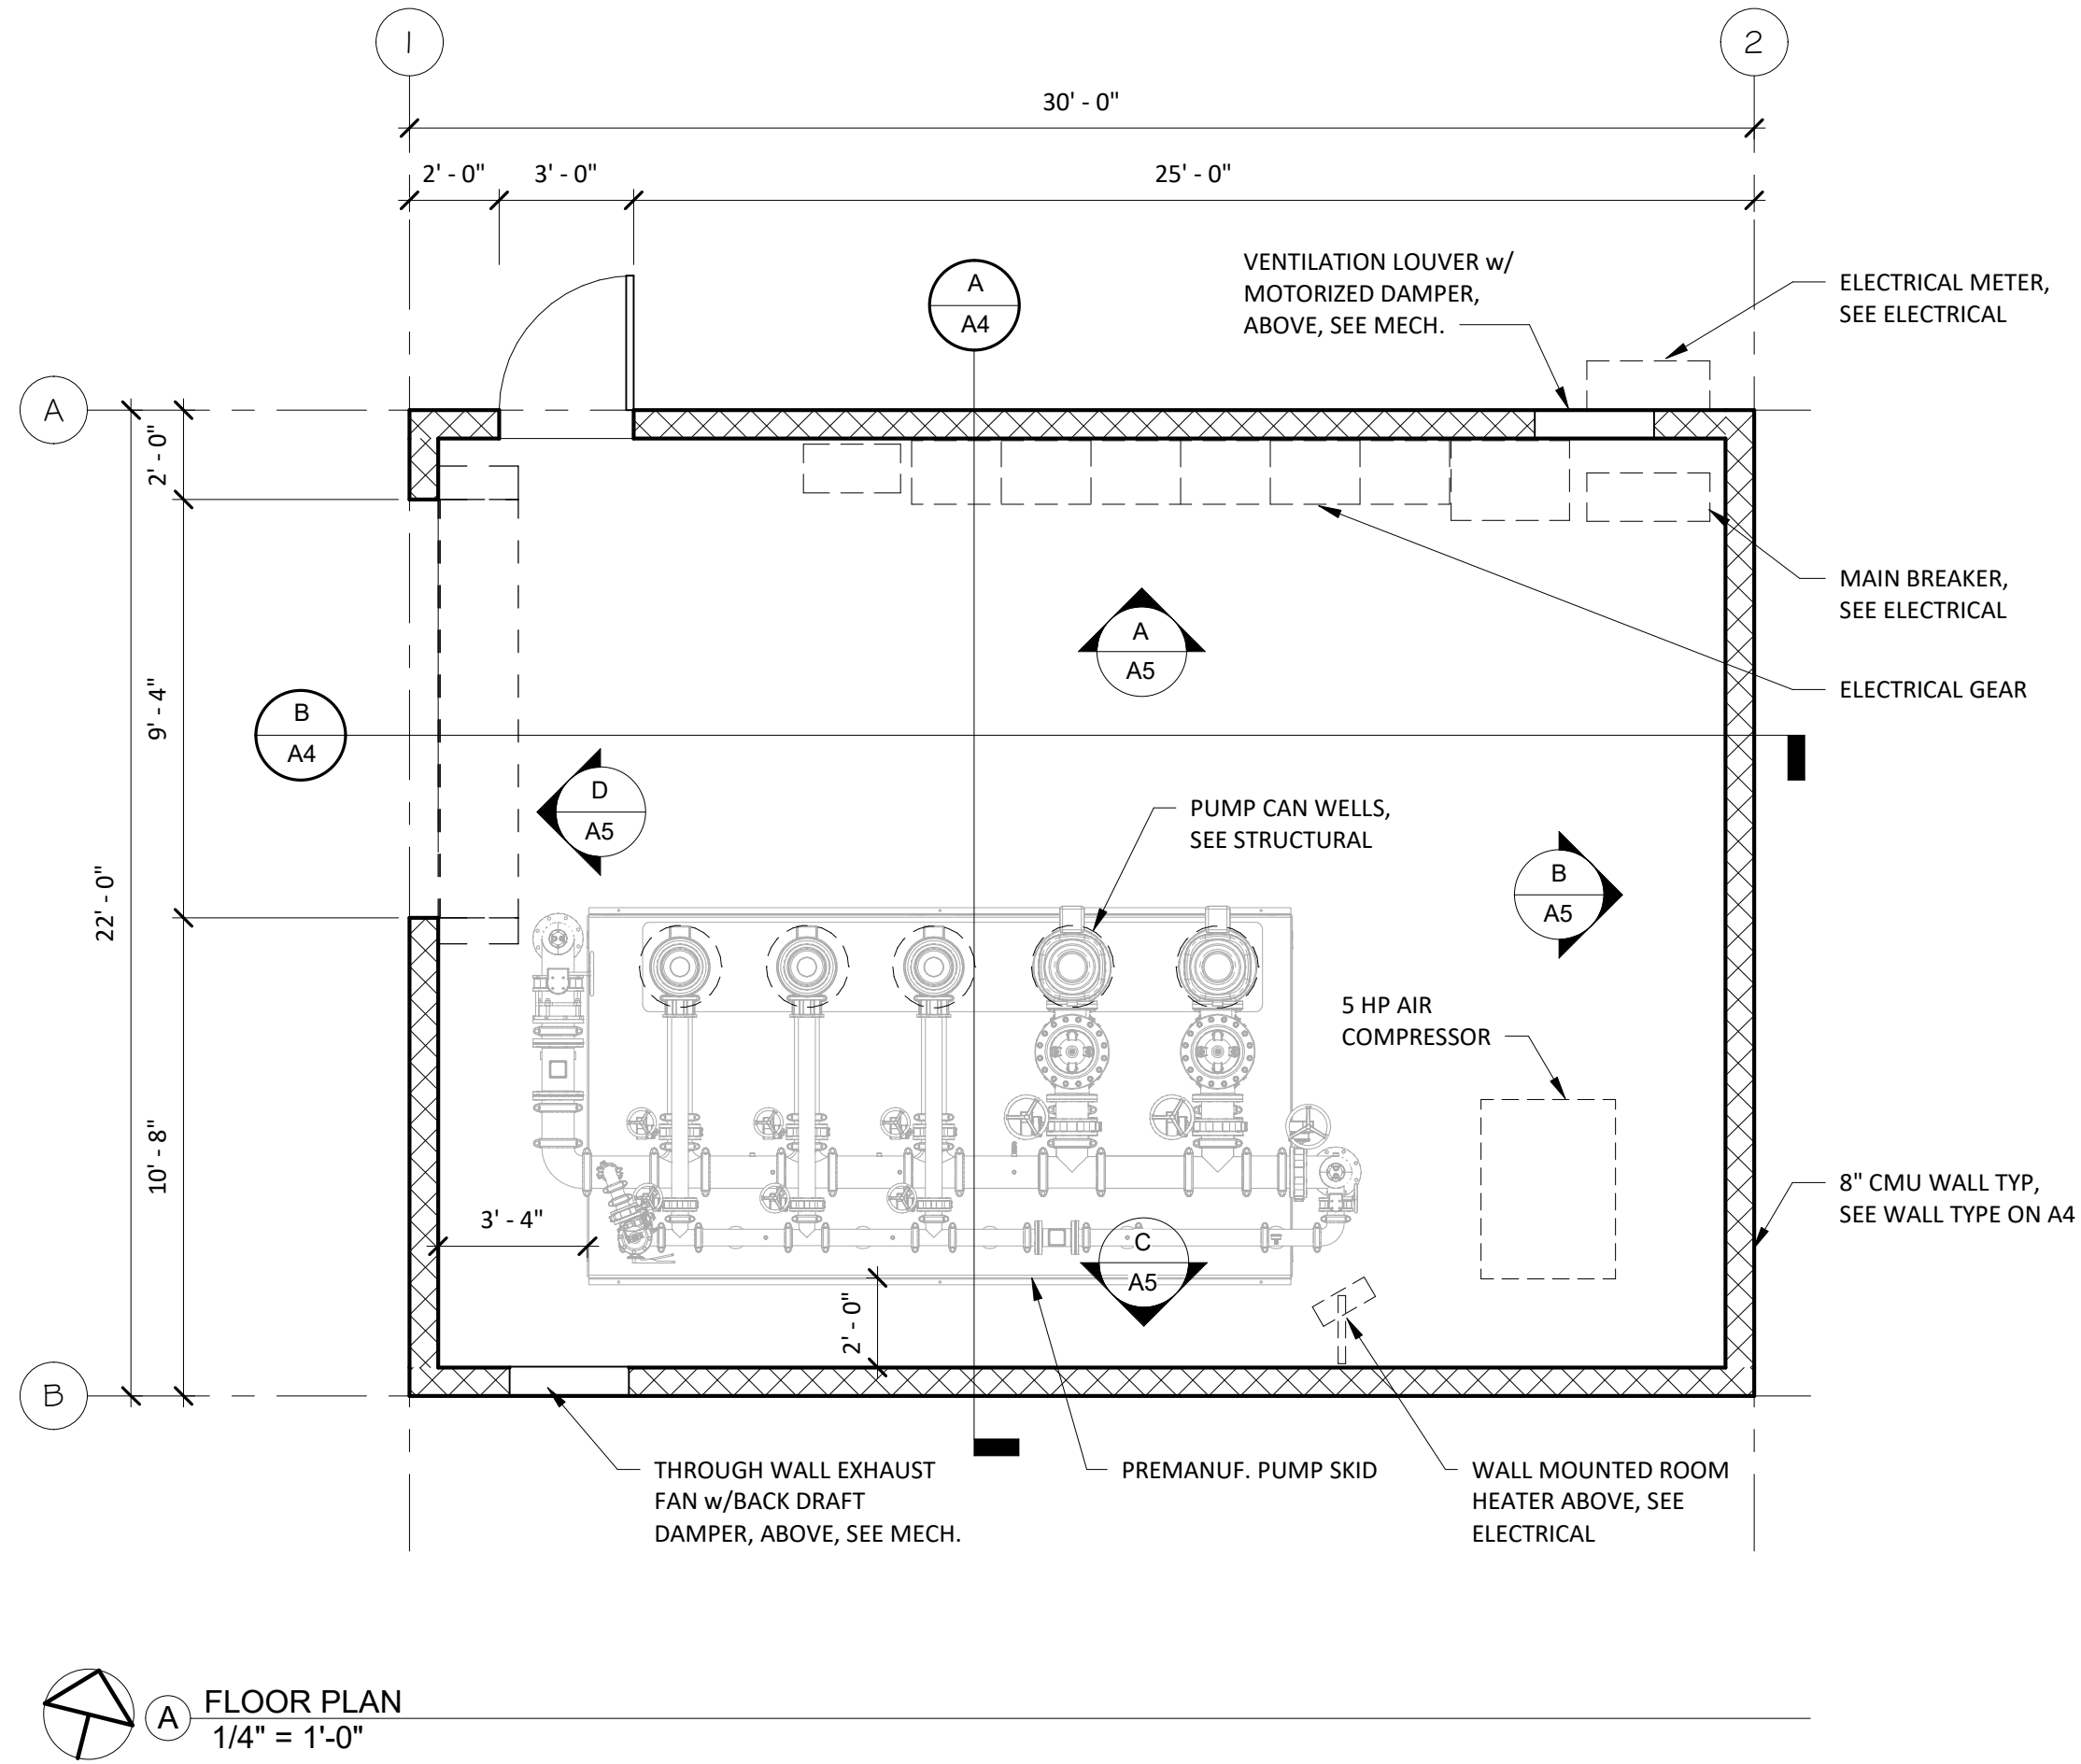 1
2
30' - 0"
2' - 0"
3' - 0"
25' - 0"
VENTILATION LOUVER w/
MOTORIZED DAMPER,
ABOVE, SEE MECH.
ELECTRICAL METER,
SEE ELECTRICAL
A
A4
A
2' - 0"
MAIN BREAKER,
SEE ELECTRICAL
A
A5
ELECTRICAL GEAR
9' - 4"
B
A4
D
A5
PUMP CAN WELLS,
SEE STRUCTURAL
B
A5
22' - 0"
5 HP AIR
COMPRESSOR
10' - 8"
8" CMU WALL TYP,
SEE WALL TYPE ON A4
3' - 4"
C
A5
2' - 0"
B
THROUGH WALL EXHAUST
FAN w/BACK DRAFT
DAMPER, ABOVE, SEE MECH.
PREMANUF. PUMP SKID
WALL MOUNTED ROOM
HEATER ABOVE, SEE
ELECTRICAL
A
FLOOR PLAN
1/4" = 1'-0"